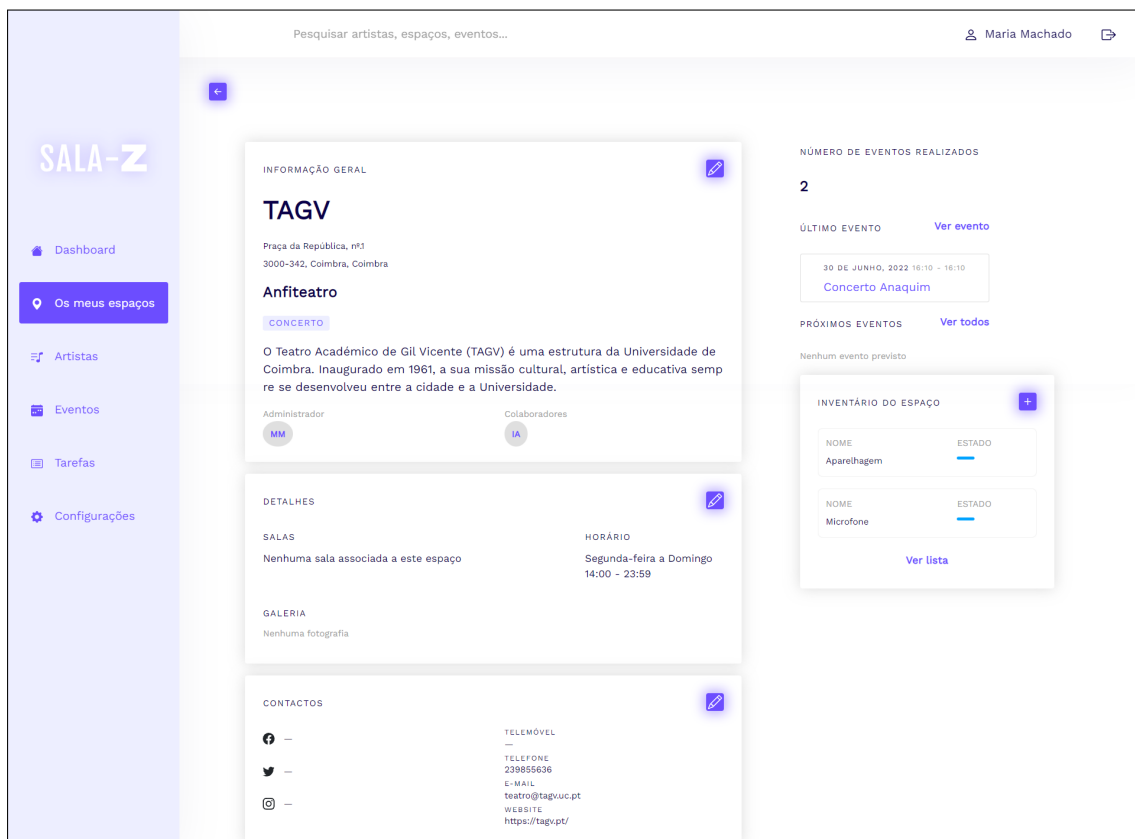 Pesquisar artistas, espaços, eventos...
Maria Machado
SALA-Z
Dashboard
Os meus espaços
Artistas
Eventos
Tarefas
Configurações
INFORMAÇÃO GERAL
TAGV
Praça da República, nº.1
3000-342, Coimbra, Coimbra
Anfiteatro
CONCERTO
O Teatro Académico de Gil Vicente (TAGV) é uma estrutura da Universidade de
Coimbra. Inaugurado em 1961, a sua missão cultural, artística e educativa semp
re se desenvolveu entre a cidade e a Universidade.
Administrador
MM
Colaboradores
IA
DETALHES
SALAS
Nenhuma sala associada a este espaço
HORÁRIO
Segunda-feira a Domingo
14:00 - 23:59
GALERIA
Nenhuma fotografia
CONTACTOS
—
—
—
TELEMÓVEL
—
TELEFONE
239855636
E-MAIL
teatro@tagv.uc.pt
WEBSITE
https://tagv.pt/
NÚMERO DE EVENTOS REALIZADOS
2
ÚLTIMO EVENTO
Ver evento
30 DE JUNHO, 2022 16:10 - 16:10
Concerto Anaquim
PRÓXIMOS EVENTOS
Ver todos
Nenhum evento previsto
INVENTÁRIO DO ESPAÇO
NOME
ESTADO
Aparelhagem
NOME
ESTADO
Microfone
Ver lista